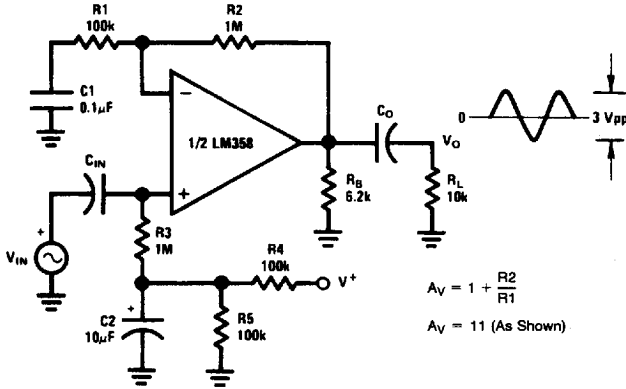 R1
100k
R2
1M
C1
0.1μF
−
1/2 LM358
+
CO
VO
0
3 VPP
CIN
RB
6.2k
RL
10k
+
VIN
R3
1M
R4
100k
V+
+
C2
10μF
R5
100k
AV = 1 + R2/R1
AV = 11 (As Shown)